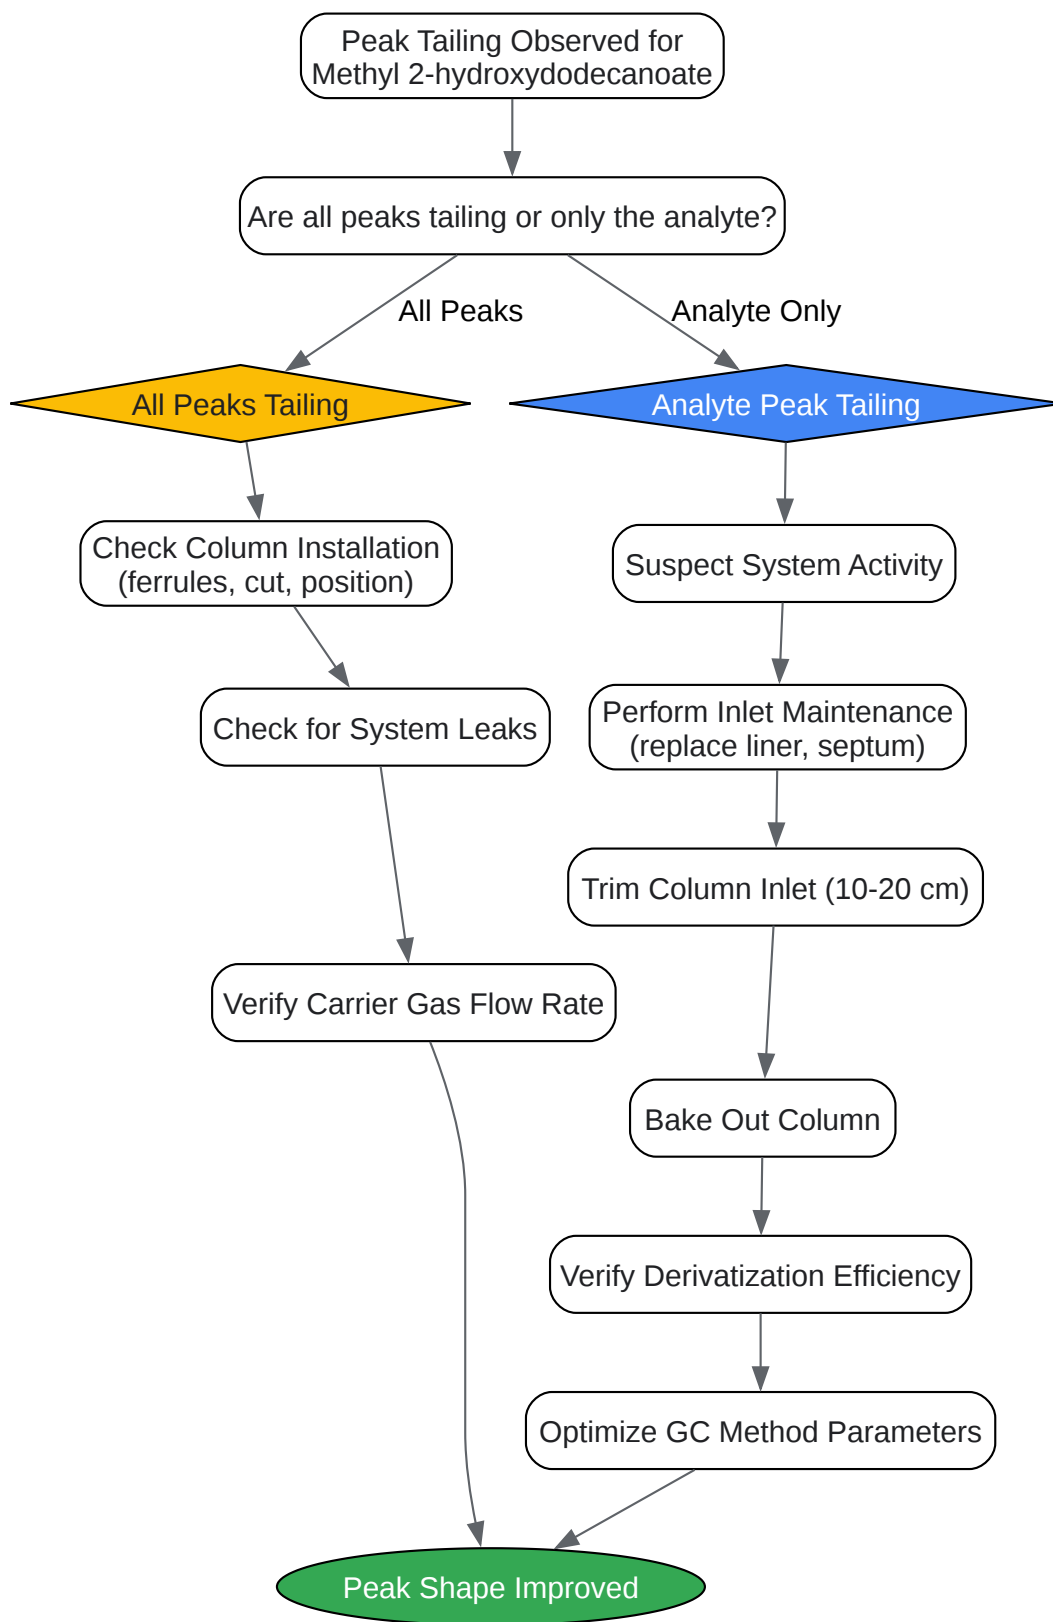 Peak Tailing Observed for
Methyl 2-hydroxydodecanoate
Are all peaks tailing or only the analyte?
All Peaks
Analyte Only
All Peaks Tailing
Analyte Peak Tailing
Check Column Installation
(ferrules, cut, position)
Suspect System Activity
Check for System Leaks
Perform Inlet Maintenance
(replace liner, septum)
Trim Column Inlet (10-20 cm)
Verify Carrier Gas Flow Rate
Bake Out Column
Verify Derivatization Efficiency
Optimize GC Method Parameters
Peak Shape Improved